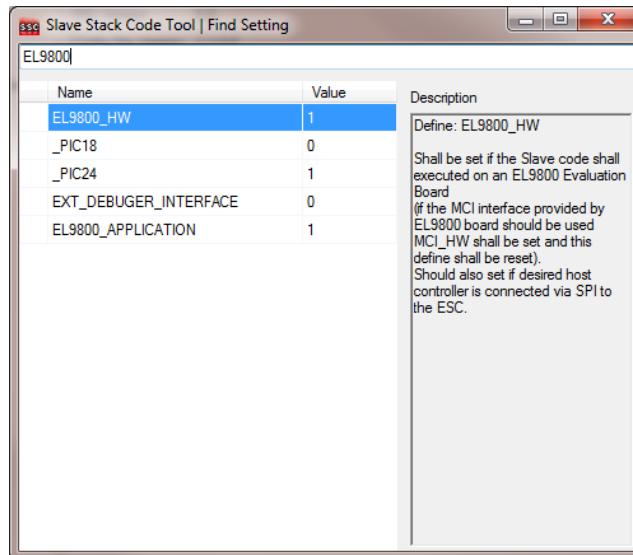 SSC Slave Stack Code Tool | Find Setting
EL9800
Name Value
EL9800_HW 1
_PIC18 0
_PIC24 1
EXT_DEBUGER_INTERFACE 0
EL9800_APPLICATION 1
Description
Define: EL9800_HW
Shall be set if the Slave code shall
executed on an EL9800 Evaluation
Board
(if the MCI interface provided by
EL9800 board should be used
MCI_HW shall be set and this
define shall be reset).
Should also set if desired host
controller is connected via SPI to
the ESC.